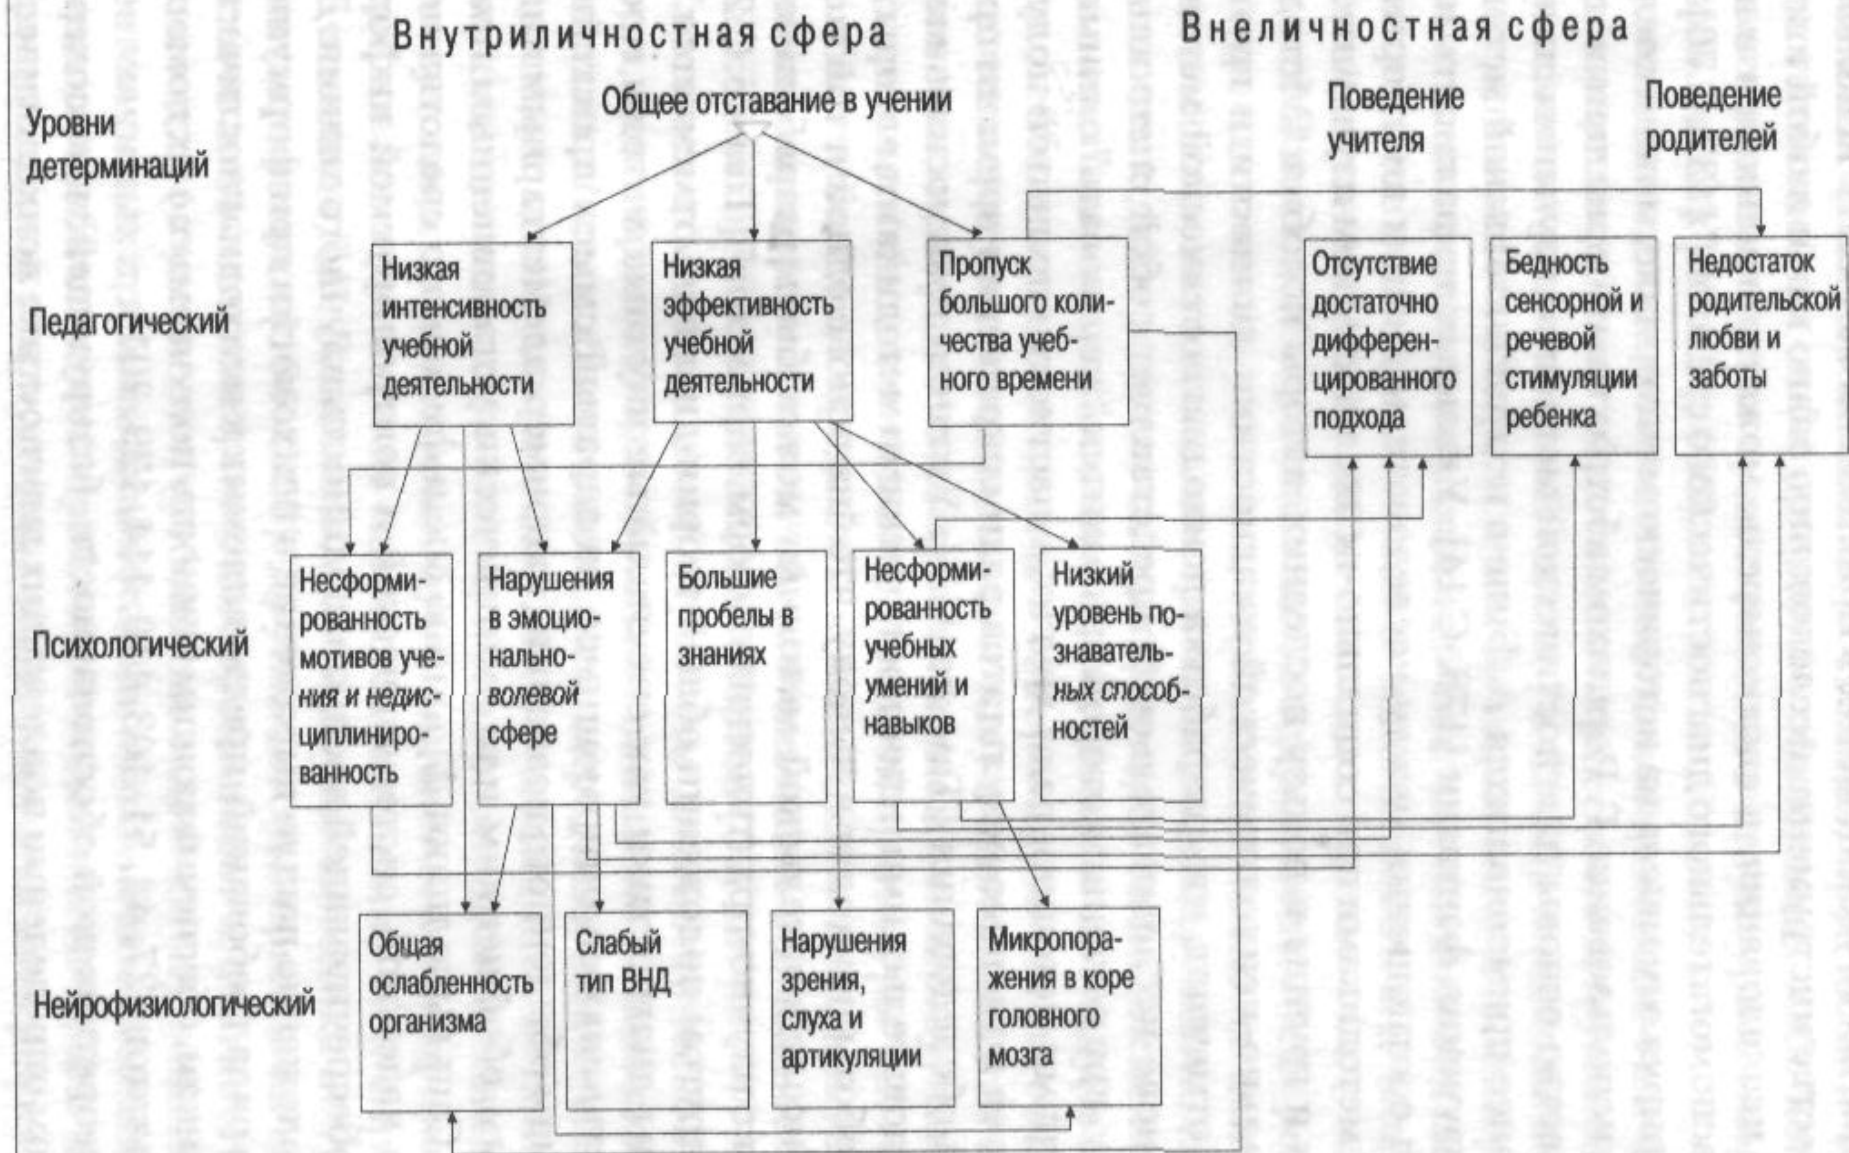 Внутриличностная сфера
Внеличностная сфера
Уровни
детерминаций
Общее отставание в учении
Поведение
учителя
Поведение
родителей
Педагогический
Низкая
интенсивность
учебной
деятельности
Низкая
эффективность
учебной
деятельности
Пропуск
большого коли-
чества учеб-
ного времени
Отсутствие
достаточно
дифферен-
цированного
подхода
Бедность
сенсорной и
речевой
стимуляции
ребенка
Недостаток
родительской
любви и
заботы
Психологический
Несформи-
рованность
мотивов уче-
ния и недис-
циплиниро-
ванность
Нарушения
в эмоцио-
нально-
волевой
сфере
Большие
пробелы в
знаниях
Несформи-
рованность
учебных
умений и
навыков
Низкий
уровень по-
знаватель-
ных способ-
ностей
Нейрофизиологический
Общая
ослабленность
организма
Слабый
тип ВНД
Нарушения
зрения,
слуха и
артикуляции
Микропора-
жения в коре
головного
мозга